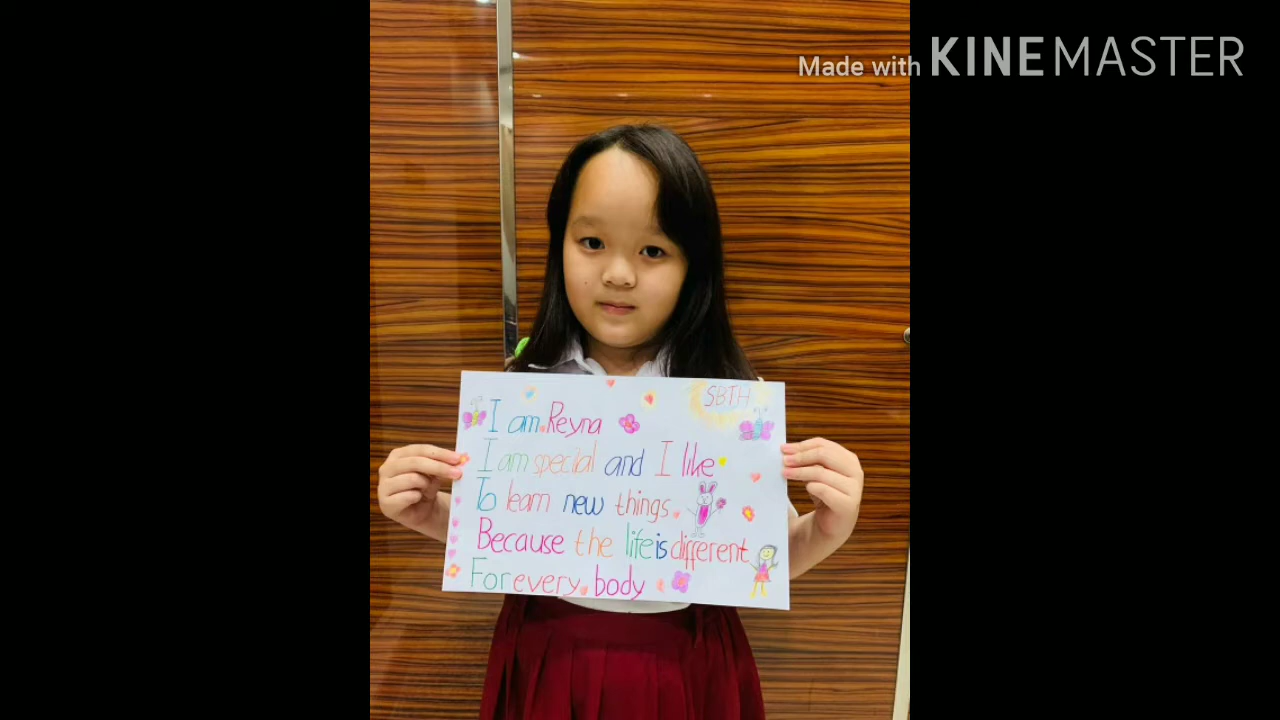 Made with KINEMASTER
SBTH
I am. Reyna
I am special and I like
To learn new things.
Because the life is different
For every. body